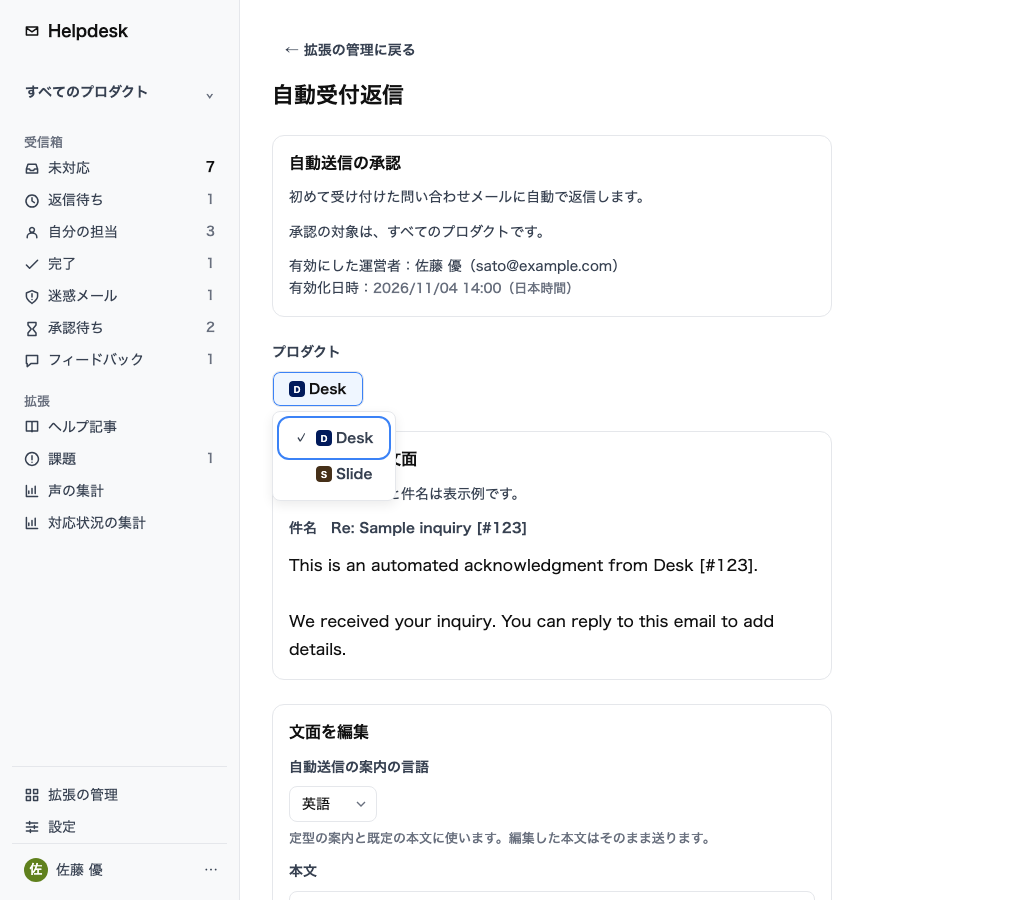 Helpdesk
すべてのプロダクト
受信箱
未対応 7
返信待ち 1
自分の担当 3
完了 1
迷惑メール 1
承認待ち 2
フィードバック 1
拡張
ヘルプ記事
課題 1
声の集計
対応状況の集計
拡張の管理
設定
佐 佐藤 優 …
← 拡張の管理に戻る
自動受付返信
自動送信の承認
初めて受け付けた問い合わせメールに自動で返信します。
承認の対象は、すべてのプロダクトです。
有効にした運営者：佐藤 優（sato@example.com）
有効化日時：2026/11/04 14:00（日本時間）
プロダクト
D Desk
✓ D Desk
S Slide
文面
と件名は表示例です。
件名 Re: Sample inquiry [#123]
This is an automated acknowledgment from Desk [#123].
We received your inquiry. You can reply to this email to add
details.
文面を編集
自動送信の案内の言語
英語
定型の案内と既定の本文に使います。編集した本文はそのまま送ります。
本文